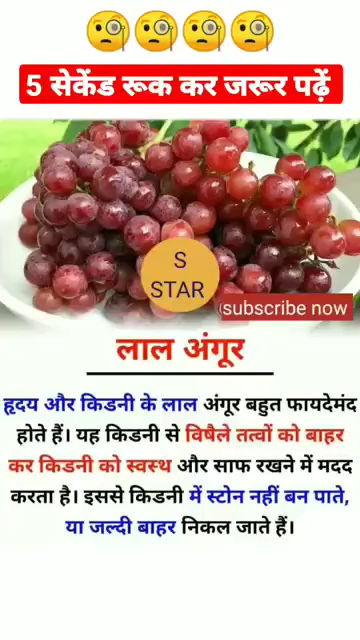 5 सेकेंड रूक कर जरूर पढ़ें
S
STAR
subscribe now
लाल अंगूर
हृदय और किडनी के लाल अंगूर बहुत फायदेमंद
होते हैं। यह किडनी से विषैले तत्वों को बाहर
कर किडनी को स्वस्थ और साफ रखने में मदद
करता है। इससे किडनी में स्टोन नहीं बन पाते,
या जल्दी बाहर निकल जाते हैं।